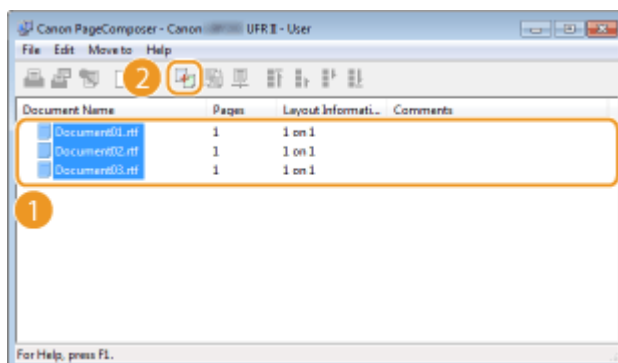 Canon PageComposer - Canon UFR II - User
File Edit Move to Help
2
Document Name Pages Layout Informati... Comments
Document01.rtf 1 1 on 1
Document02.rtf 1 1 on 1
Document03.rtf 1 1 on 1
1
For Help, press F1.